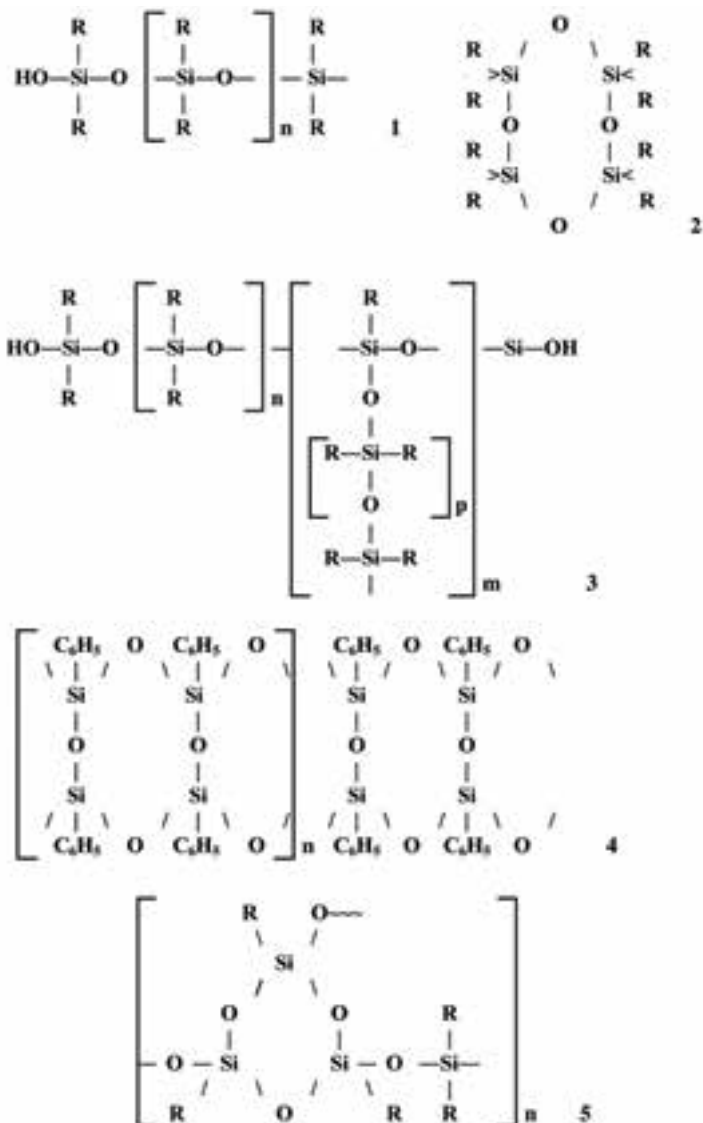 R R R
HO—Si—O —Si—O— —Si—
R R n R 1
O
R R
>Si Si<
R R
O O
R R
>Si Si<
R R
O
2
R R R
HO—Si—O —Si—O— —Si—O— —Si—OH
R R n O
R—Si—R
O p
R—Si—R
m 3
C₆H₅ O C₆H₅ O C₆H₅ O C₆H₅ O
Si Si Si Si
O O O O
Si Si Si Si
C₆H₅ O C₆H₅ O n C₆H₅ O C₆H₅ O 4
R O
Si
O O R
—O—Si Si—O—Si—
R O R R n 5